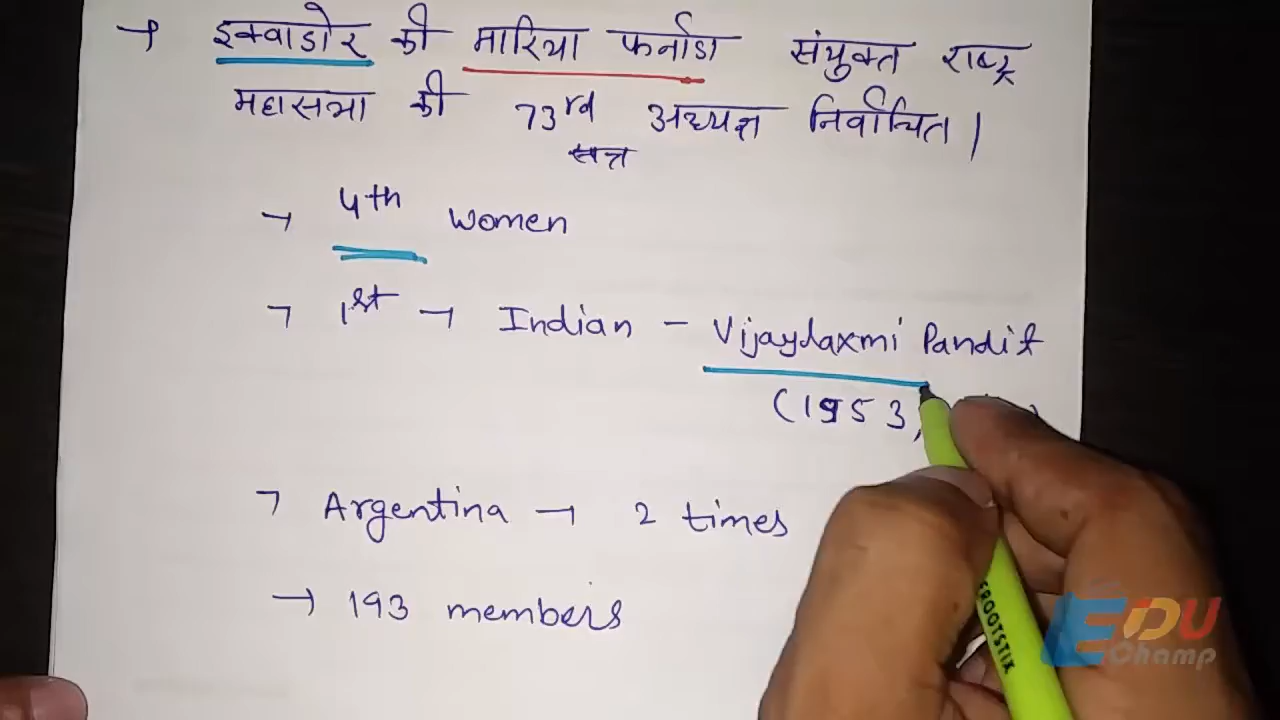 → इक्वाडोर की मारिया फर्नाडा संयुक्त राष्ट्र
महासभा की 73rd अध्यक्ष निर्वाचित।
सत्र
→ 4th women
→ 1st → Indian - Vijaylaxmi Pandit
(1953,
→ Argentina → 2 times
→ 193 members
FROOTSTIX
EDU
Champ